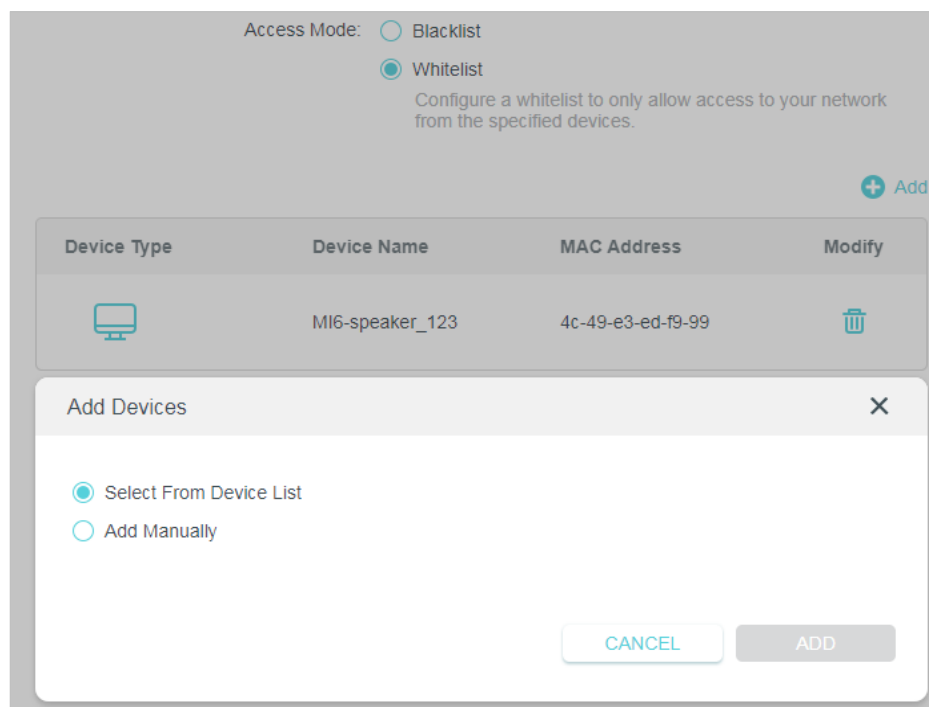 Access Mode: Blacklist
Whitelist
Configure a whitelist to only allow access to your network
from the specified devices.
Add
Device Type Device Name MAC Address Modify
MI6-speaker_123 4c-49-e3-ed-f9-99
Add Devices
Select From Device List
Add Manually
CANCEL ADD